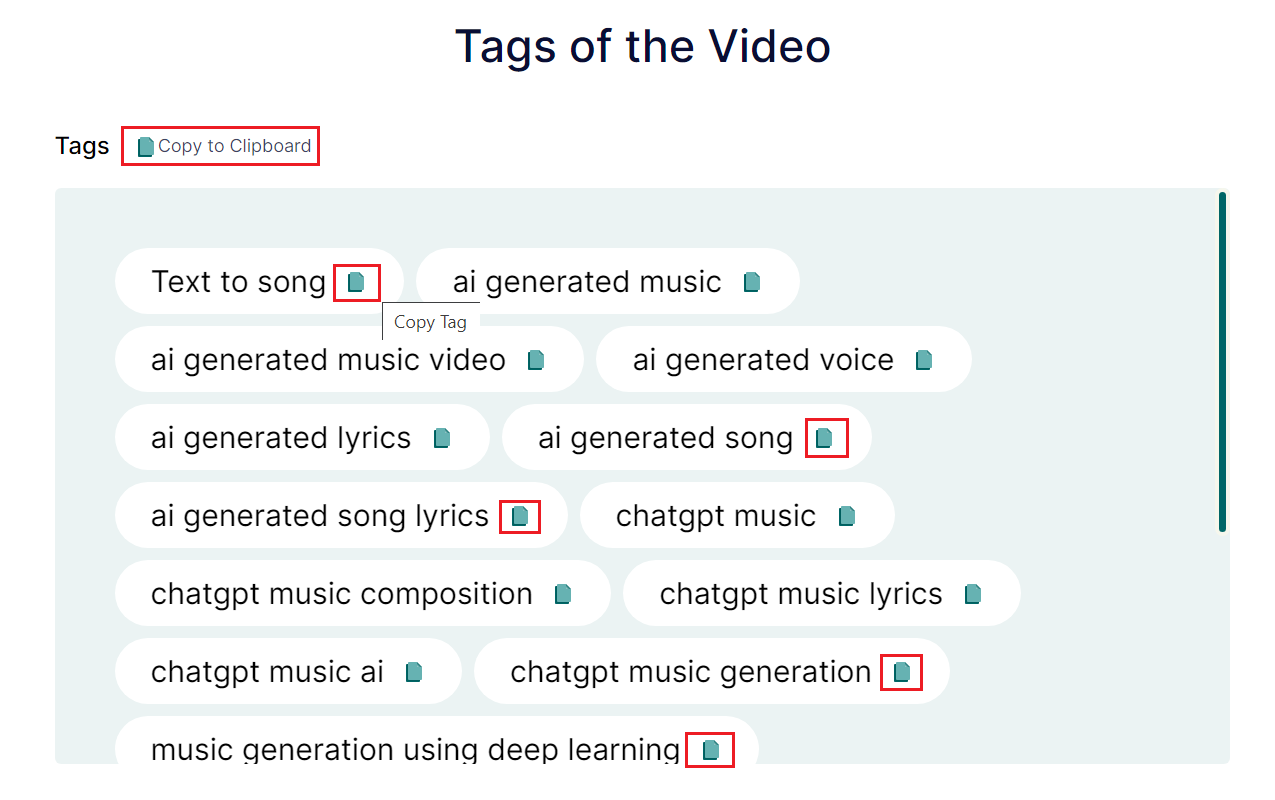 Tags of the Video
Tags Copy to Clipboard
Text to song ai generated music
Copy Tag
ai generated music video ai generated voice
ai generated lyrics ai generated song
ai generated song lyrics chatgpt music
chatgpt music composition chatgpt music lyrics
chatgpt music ai chatgpt music generation
music generation using deep learning